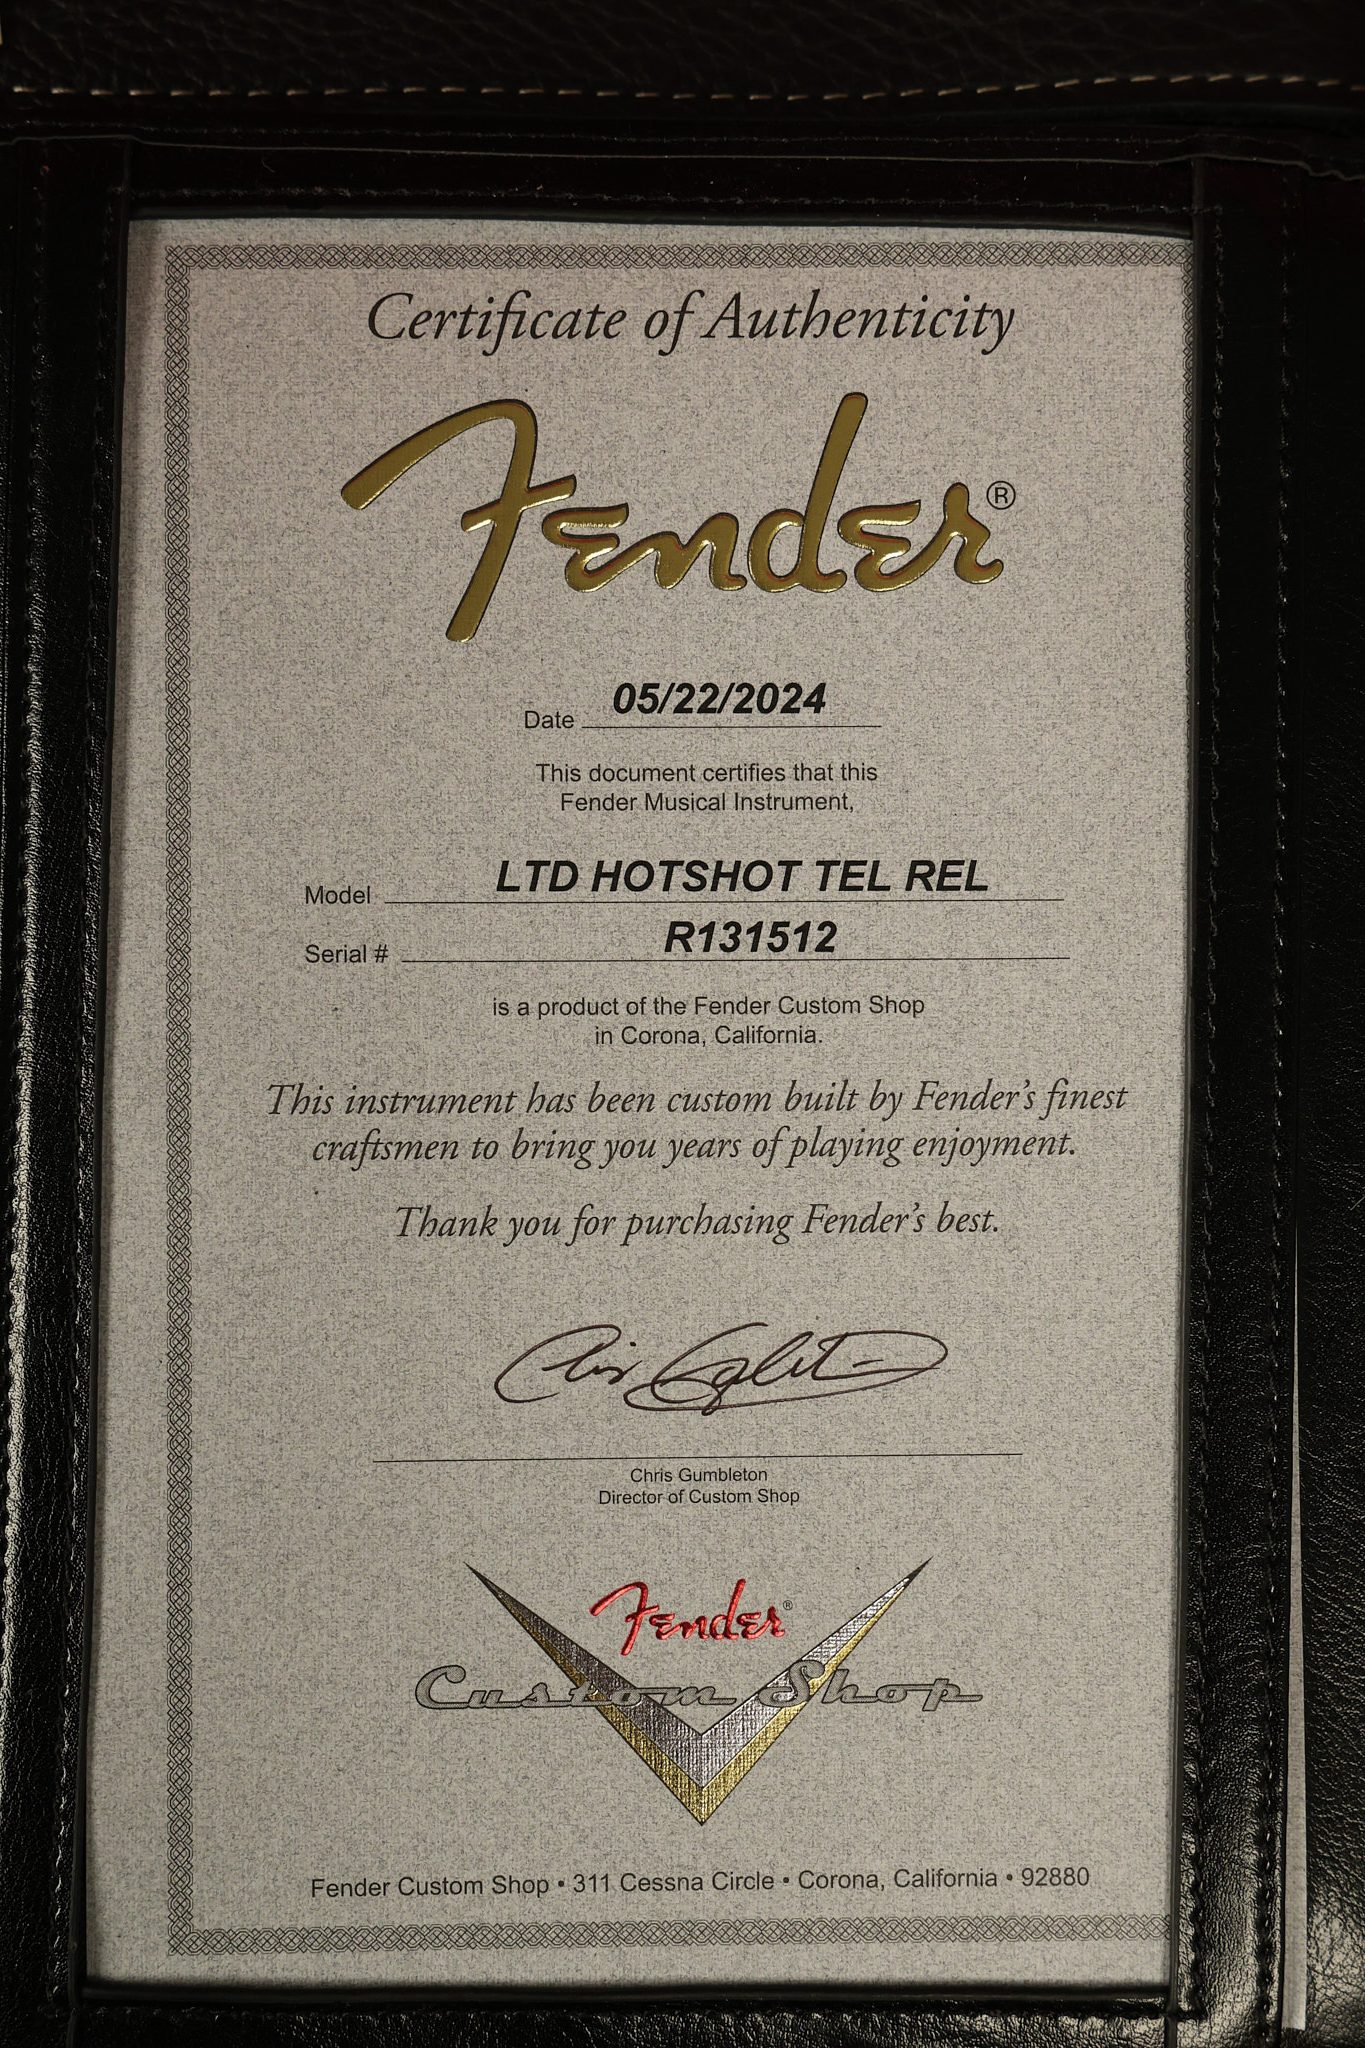 Certificate of Authenticity
Fender®
Date 05/22/2024
This document certifies that this
Fender Musical Instrument,
Model LTD HOTSHOT TEL REL
Serial # R131512
is a product of the Fender Custom Shop
in Corona, California.
This instrument has been custom built by Fender's finest
craftsmen to bring you years of playing enjoyment.
Thank you for purchasing Fender's best.
Chris Gumbleton
Chris Gumbleton
Director of Custom Shop
Fender®
Custom Shop
Fender Custom Shop • 311 Cessna Circle • Corona, California • 92880